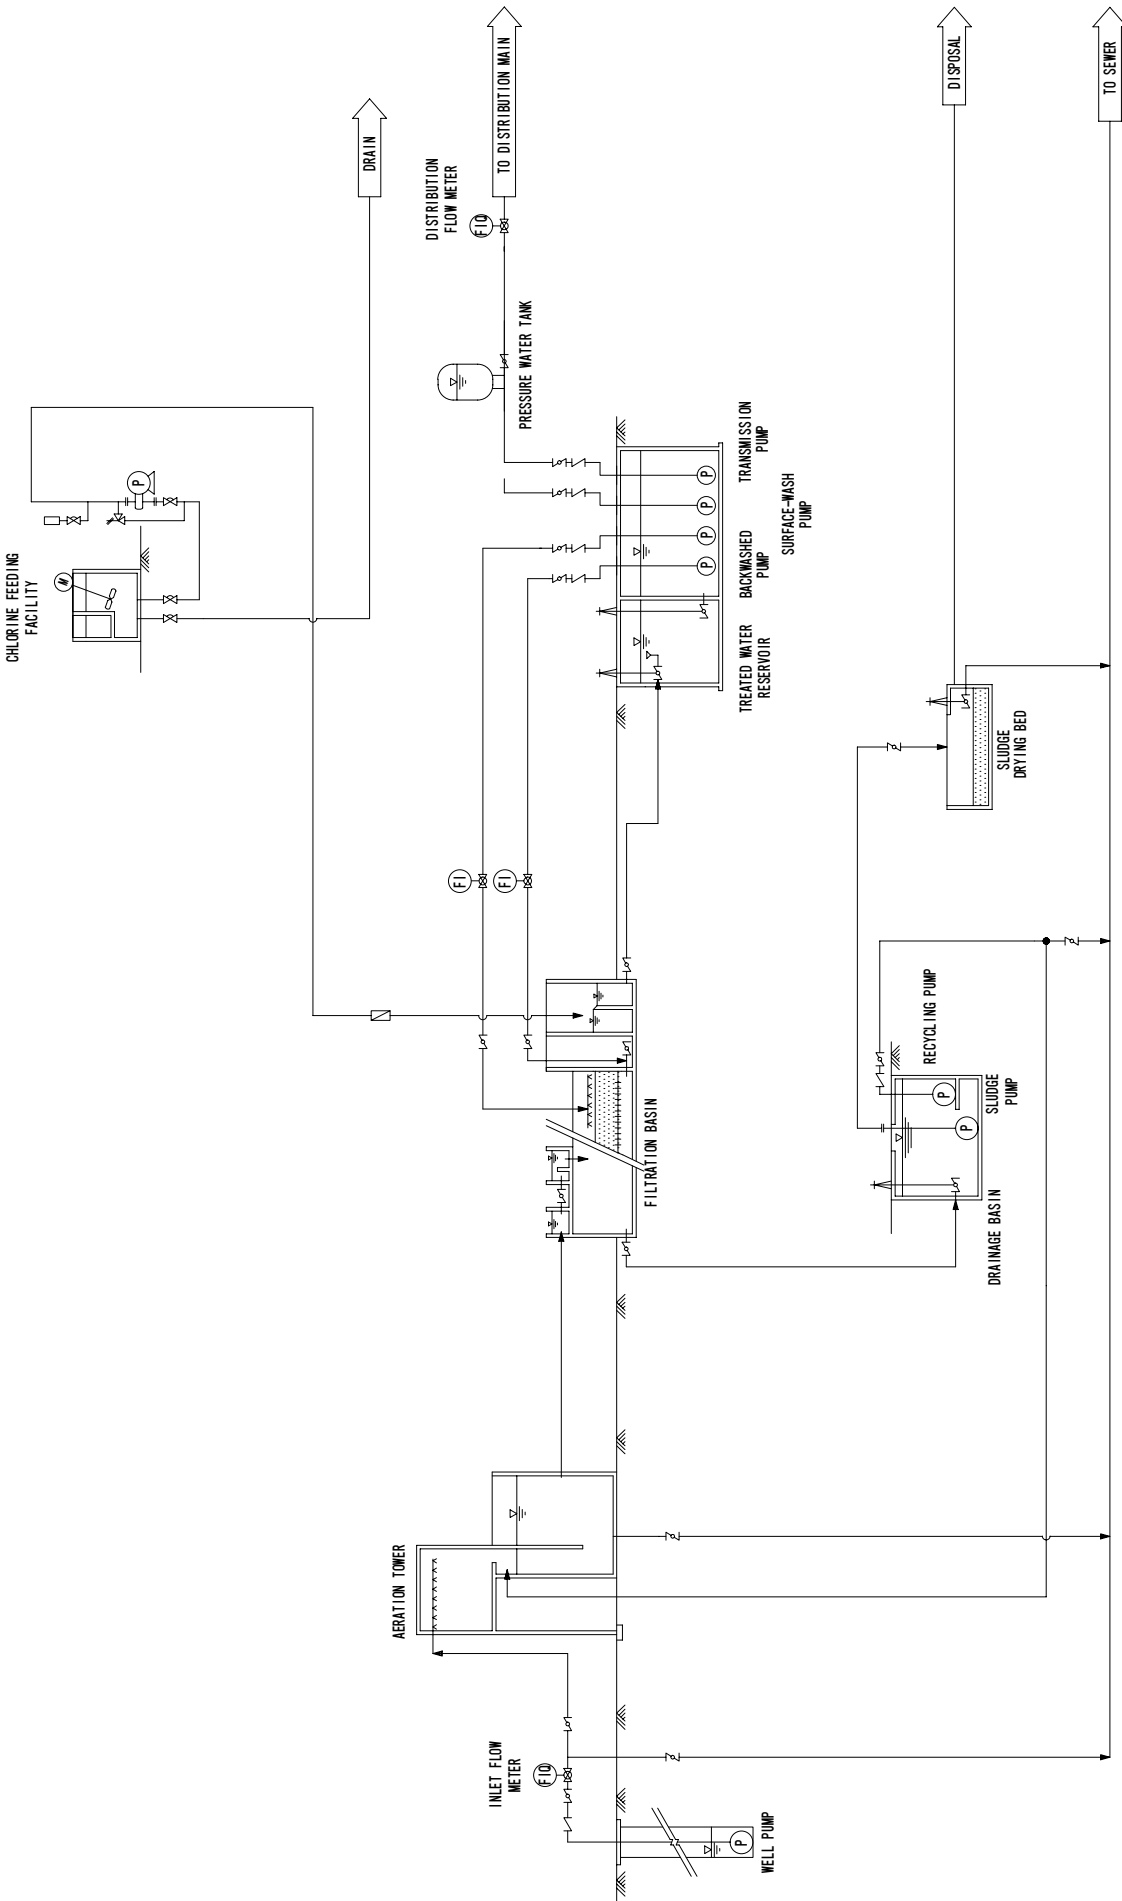 CHLORINE FEEDING
FACILITY
M
P
DRAIN
TO DISTRIBUTION MAIN
DISPOSAL
TO SEWER
DISTRIBUTION
FLOW METER
FIQ
PRESSURE WATER TANK
TRANSMISSION
PUMP
SURFACE-WASH
PUMP
BACKWASHED
PUMP
TREATED WATER
RESERVOIR
P
P
P
P
FI
FI
FILTRATION BASIN
SLUDGE
DRYING BED
RECYCLING PUMP
SLUDGE
PUMP
P
P
DRAINAGE BASIN
AERATION TOWER
INLET FLOW
METER
FIQ
WELL PUMP
P